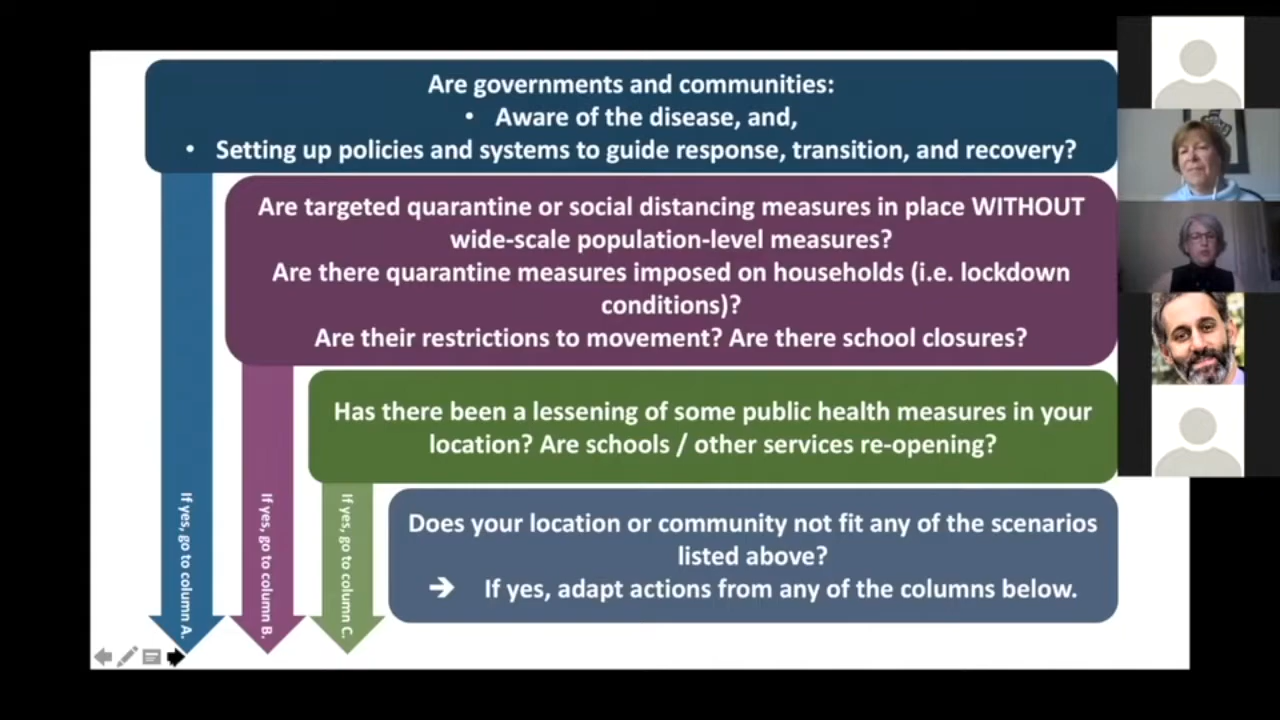 Are governments and communities:
• Aware of the disease, and,
• Setting up policies and systems to guide response, transition, and recovery?
Are targeted quarantine or social distancing measures in place WITHOUT
wide-scale population-level measures?
Are there quarantine measures imposed on households (i.e. lockdown
conditions)?
Are their restrictions to movement? Are there school closures?
Has there been a lessening of some public health measures in your
location? Are schools / other services re-opening?
Does your location or community not fit any of the scenarios
listed above?
➔ If yes, adapt actions from any of the columns below.
If yes, go to column A.
If yes, go to column B.
If yes, go to column C.